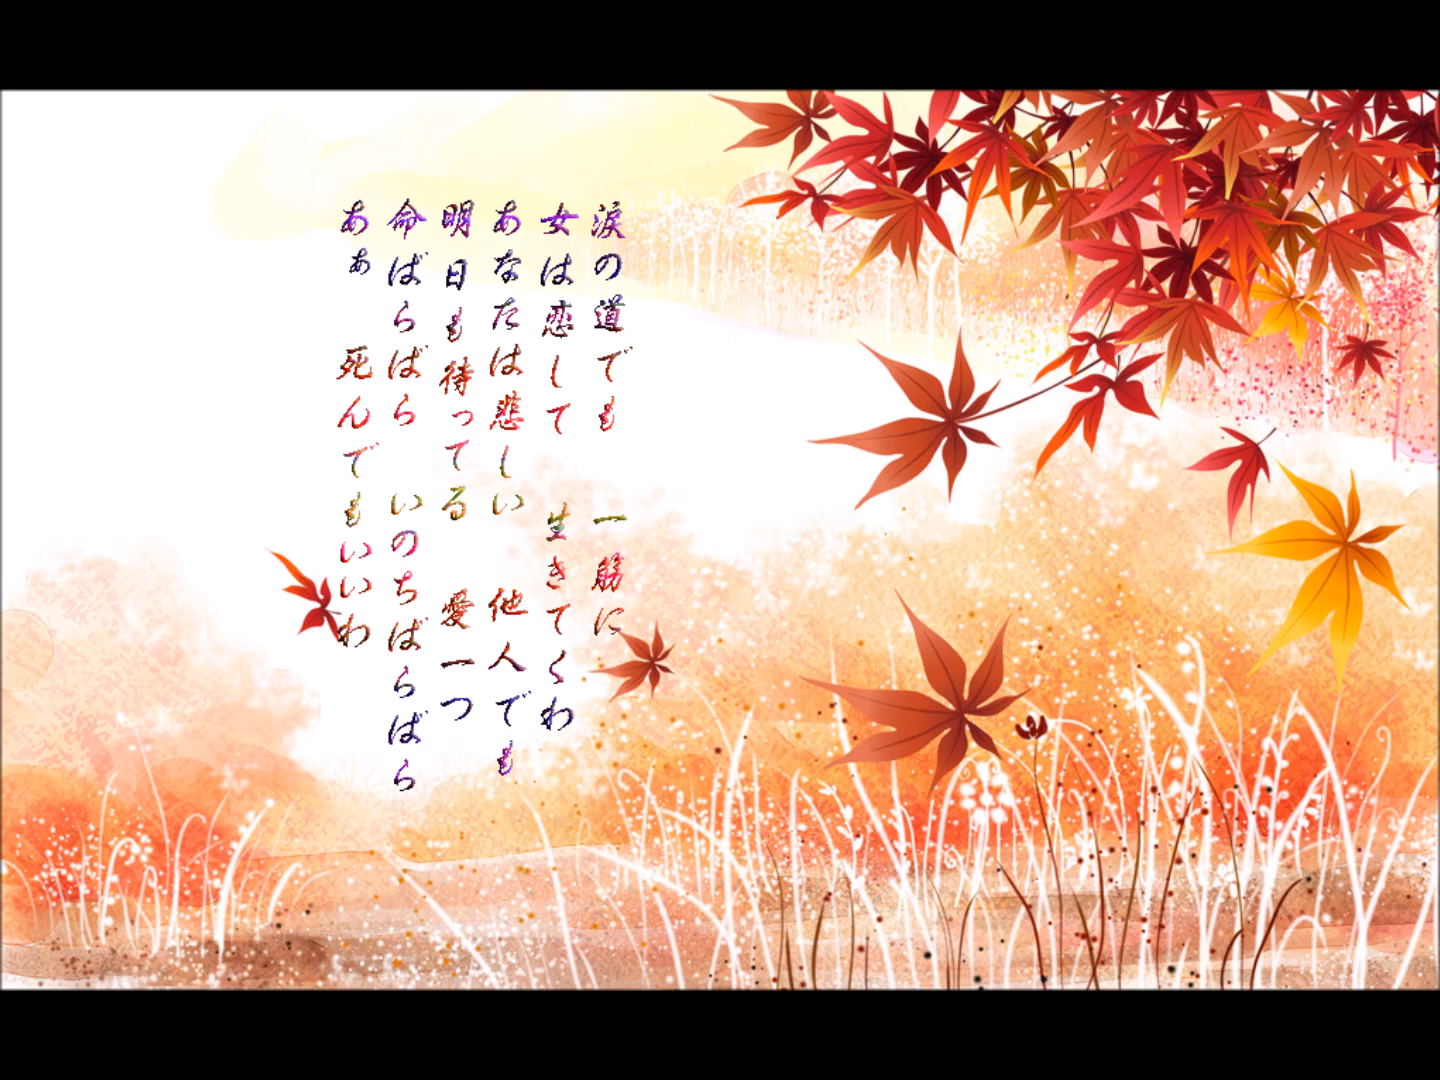 涙の道でも　一筋に
女は恋して　生きてくわ
あなたは悲しい　他人でも
明日も待ってる　愛一つ
命ばらばら　いのちばらばら
あぁ　死んでもいいわ